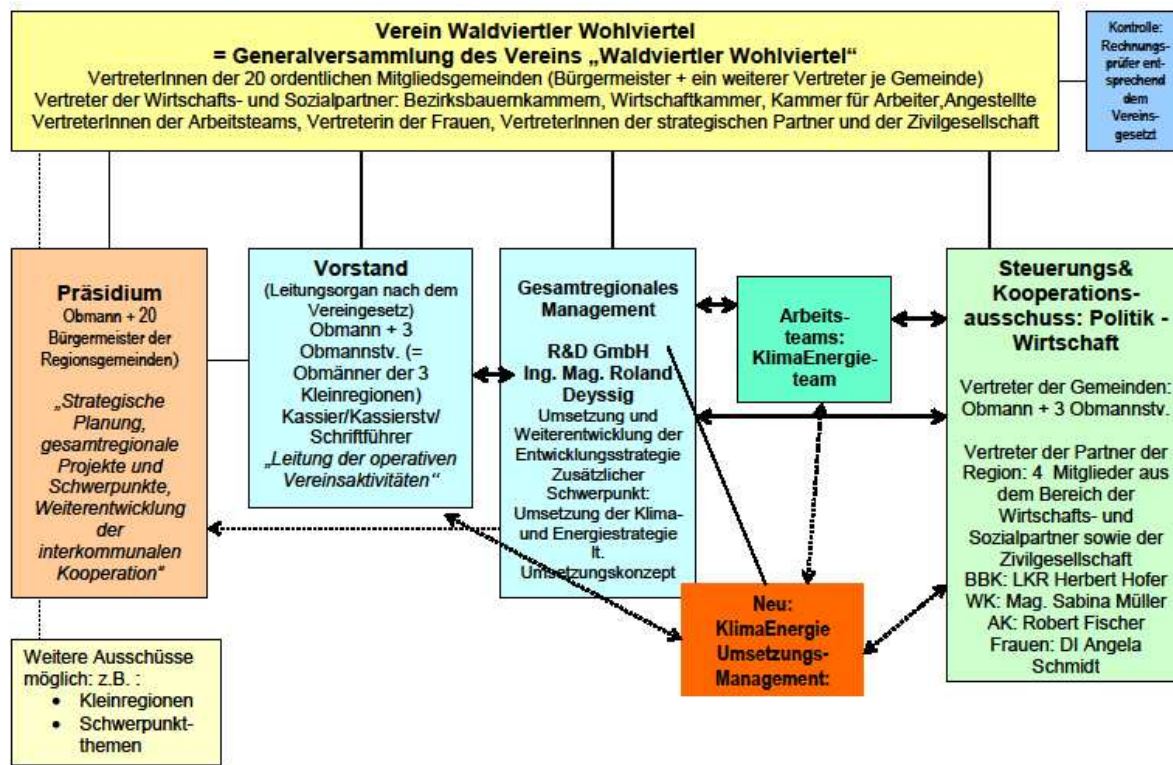 Verein Waldviertler Wohlviertel
= Generalversammlung des Vereins „Waldviertler Wohlviertel“
VertreterInnen der 20 ordentlichen Mitgliedsgemeinden (Bürgermeister + ein weiterer Vertreter je Gemeinde)
Vertreter der Wirtschafts- und Sozialpartner: Bezirksbauernkammern, Wirtschaftkammer, Kammer für Arbeiter,Angestellte
VertreterInnen der Arbeitsteams, Vertreterin der Frauen, VertreterInnen der strategischen Partner und der Zivilgesellschaft
Kontrolle:
Rechnungs-
prüfer ent-
sprechend
dem
Vereins-
gesetzt
Präsidium
Obmann + 20
Bürgermeister der
Regionsgemeinden)
„Strategische
Planung,
gesamtregionale
Projekte und
Schwerpunkte,
Weiterentwicklung
der
interkommunalen
Kooperation“
Vorstand
(Leitungsorgan nach dem
Vereingesetz)
Obmann + 3
Obmannstv. (=
Obmänner der 3
Kleinregionen)
Kassier/Kassierstv/
Schriftführer
„Leitung der operativen
Vereinsaktivitäten“
Gesamtregionales
Management
R&D GmbH
Ing. Mag. Roland
Deyssig
Umsetzung und
Weiterentwicklung der
Entwicklungsstrategie
Zusätzlicher
Schwerpunkt:
Umsetzung der Klima-
und Energiestrategie
lt.
Umsetzungskonzept
Arbeits-
teams:
KlimaEnergie-
team
Steuerungs&
Kooperations-
ausschuss: Politik -
Wirtschaft
Vertreter der Gemeinden:
Obmann + 3 Obmannstv.
Vertreter der Partner der
Region: 4 Mitglieder aus
dem Bereich der
Wirtschafts- und
Sozialpartner sowie der
Zivilgesellschaft
BBK: LKR Herbert Hofer
WK: Mag. Sabina Müller
AK: Robert Fischer
Frauen: DI Angela
Schmidt
Neu:
KlimaEnergie
Umsetzungs-
Management:
Weitere Ausschüsse
möglich: z.B. :
• Kleinregionen
• Schwerpunkt-
themen